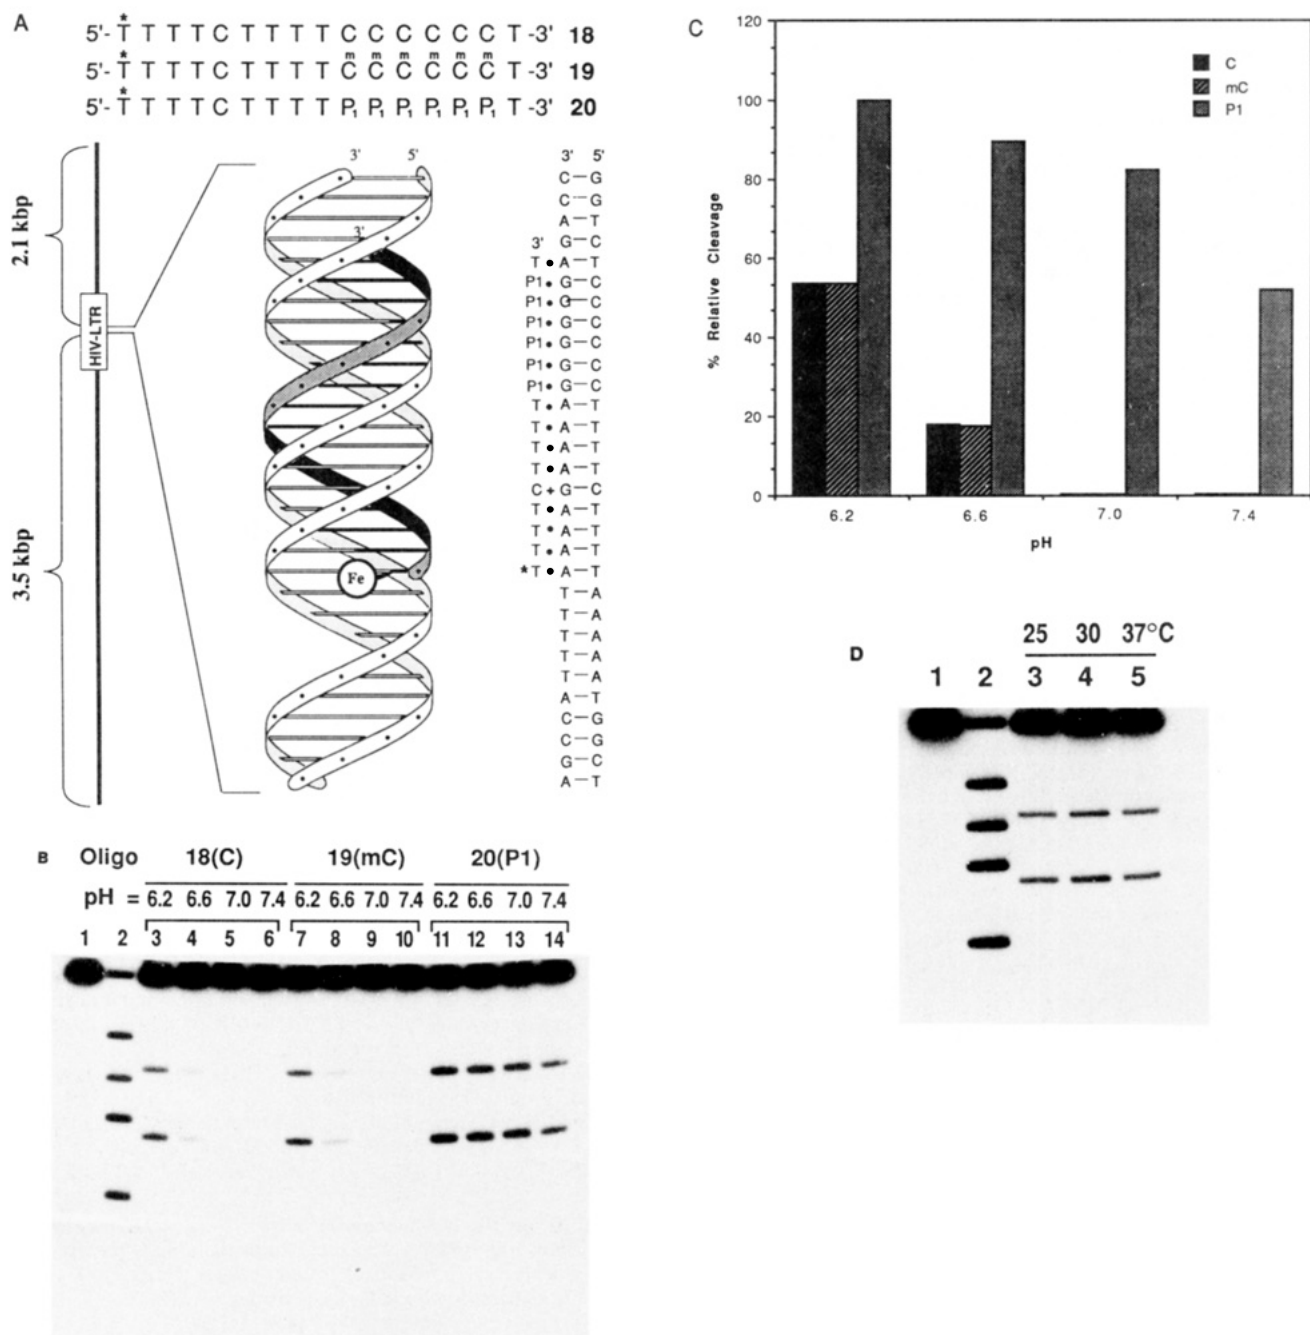 A
* * *
5'- T T T T C T T T T C C C C C C T -3' 18
m m m m m m
5'- T T T T C T T T T C C C C C C T -3' 19
5'- T T T T C T T T T P₁ P₁ P₁ P₁ P₁ P₁ T -3' 20
2.1 kbp
3.5 kbp
HIV-LTR
3' 5'
3'
Fe
3' 5'
C — G
C — G
A — T
3' G — C
T • A — T
P1 • G — C
P1 • G — C
P1 • G — C
P1 • G — C
P1 • G — C
P1 • G — C
T • A — T
T • A — T
T • A — T
T • A — T
C + G — C
T • A — T
T • A — T
T • A — T
*T • A — T
T — A
T — A
T — A
T — A
T — A
A — T
C — G
C — G
G — C
A — T
B Oligo 18(C) 19(mC) 20(P1)
pH = 6.2 6.6 7.0 7.4 6.2 6.6 7.0 7.4 6.2 6.6 7.0 7.4
1 2 3 4 5 6 7 8 9 10 11 12 13 14
C
% Relative Cleavage
120
100
80
60
40
20
0
C
mC
P1
6.2 6.6 7.0 7.4
pH
D
25 30 37°C
1 2 3 4 5